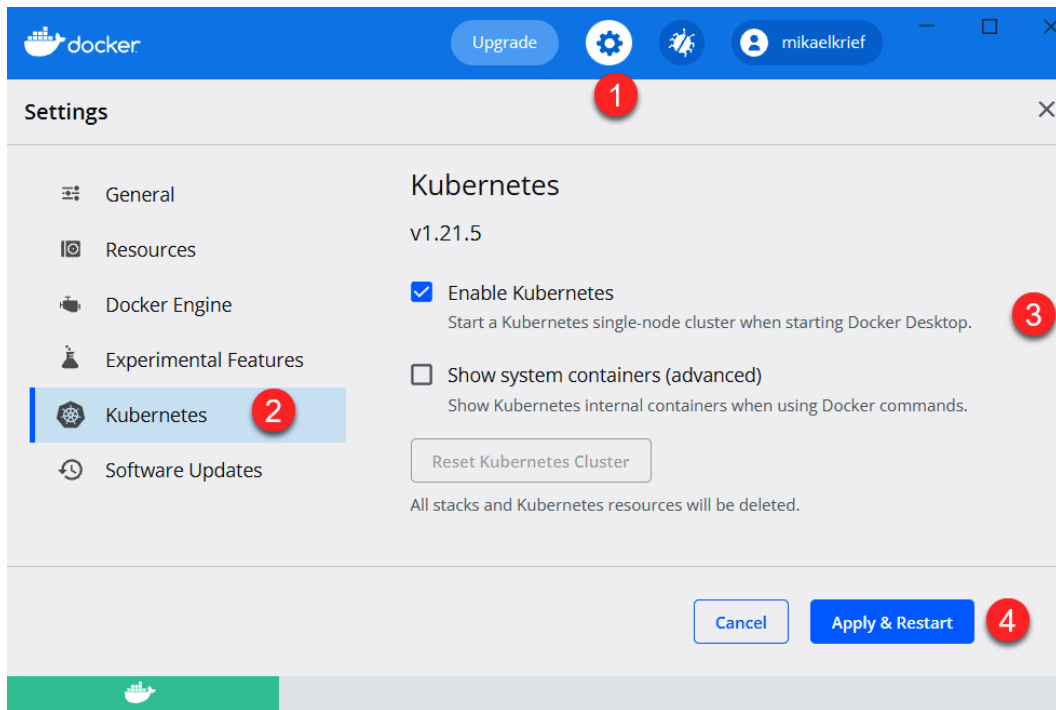 docker
Upgrade
mikaelkrief
1
Settings
General
Resources
Docker Engine
Experimental Features
Kubernetes
2
Software Updates
Kubernetes
v1.21.5
Enable Kubernetes
Start a Kubernetes single-node cluster when starting Docker Desktop.
3
Show system containers (advanced)
Show Kubernetes internal containers when using Docker commands.
Reset Kubernetes Cluster
All stacks and Kubernetes resources will be deleted.
Cancel
Apply & Restart
4